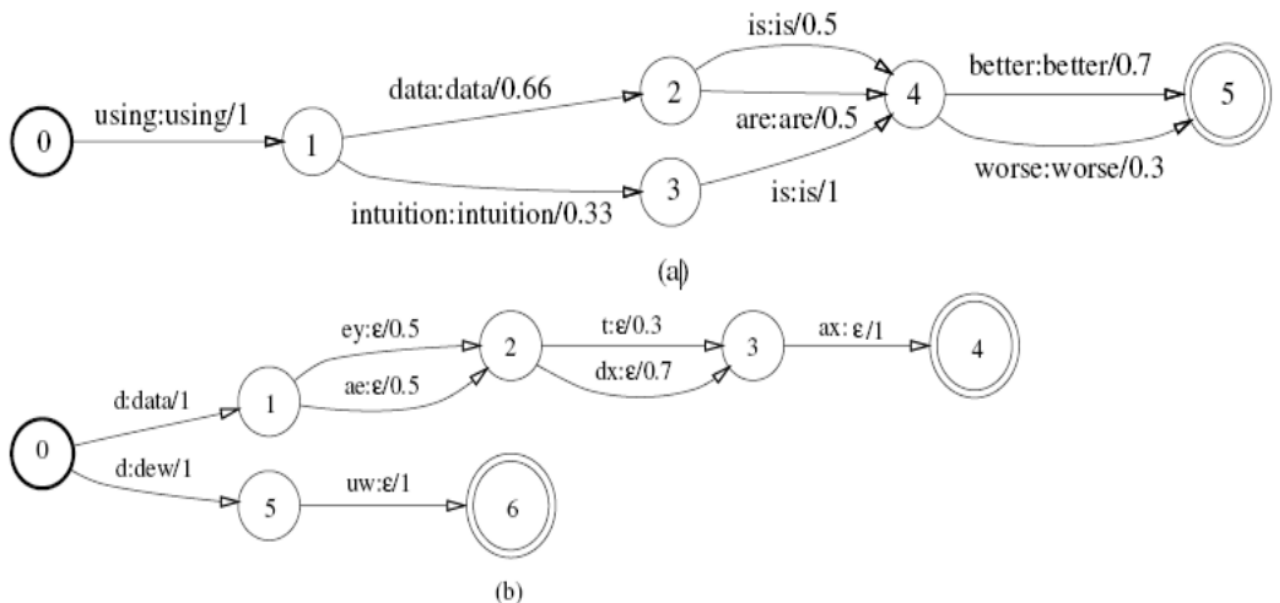 is:is/0.5
better:better/0.7
data:data/0.66
using:using/1
0
1
2
4
5
are:are/0.5
worse:worse/0.3
3
is:is/1
intuition:intuition/0.33
(a)
ey:ε/0.5
t:ε/0.3
ax: ε/1
2
3
4
ae:ε/0.5
dx:ε/0.7
d:data/1
1
0
d:dew/1
uw:ε/1
5
6
(b)